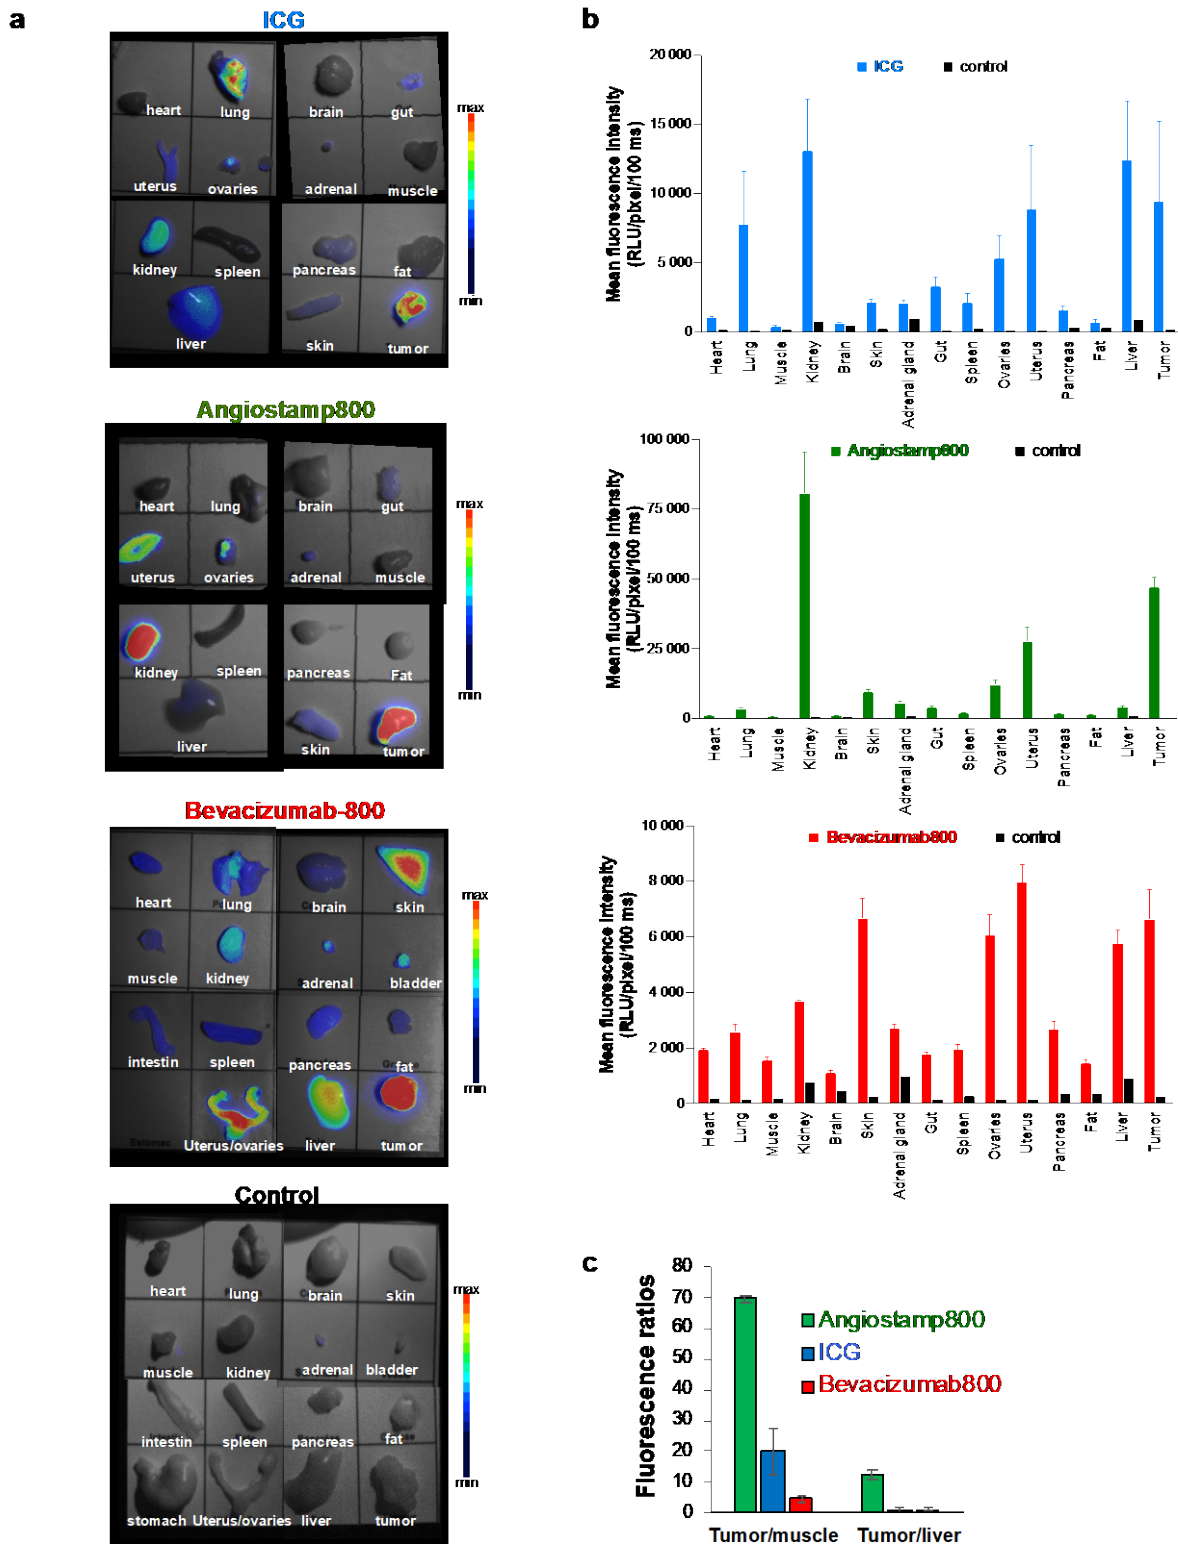 a
ICG
heart
lung
brain
gut
uterus
ovaries
adrenal
muscle
kidney
spleen
pancreas
fat
liver
skin
tumor
max
min
Angiostamp800
heart
lung
brain
gut
uterus
ovaries
adrenal
muscle
kidney
spleen
pancreas
Fat
liver
skin
tumor
max
min
Bevacizumab-800
heart
lung
brain
skin
muscle
kidney
adrenal
bladder
intestin
spleen
pancreas
fat
Estomac
Uterus/ovaries
liver
tumor
max
min
Control
heart
lung
brain
skin
muscle
kidney
adrenal
bladder
intestin
spleen
pancreas
fat
stomach
Uterus/ovaries
liver
tumor
max
min
b
Mean fluorescence intensity
(RLU/pixel/100 ms)
20 000
15 000
10 000
5 000
0
ICG
control
Heart
Lung
Muscle
Kidney
Brain
Skin
Adrenal gland
Gut
Spleen
Ovaries
Uterus
Pancreas
Fat
Liver
Tumor
Mean fluorescence intensity
(RLU/pixel/100 ms)
100 000
75 000
50 000
25 000
0
Angiostamp800
control
Heart
Lung
Muscle
Kidney
Brain
Skin
Adrenal gland
Gut
Spleen
Ovaries
Uterus
Pancreas
Fat
Liver
Tumor
Mean fluorescence intensity
(RLU/pixel/100 ms)
10 000
8 000
6 000
4 000
2 000
0
Bevacizumab800
control
Heart
Lung
Muscle
Kidney
Brain
Skin
Adrenal gland
Gut
Spleen
Ovaries
Uterus
Pancreas
Fat
Liver
Tumor
c
Fluorescence ratios
80
70
60
50
40
30
20
10
0
Angiostamp800
ICG
Bevacizumab800
Tumor/muscle
Tumor/liver